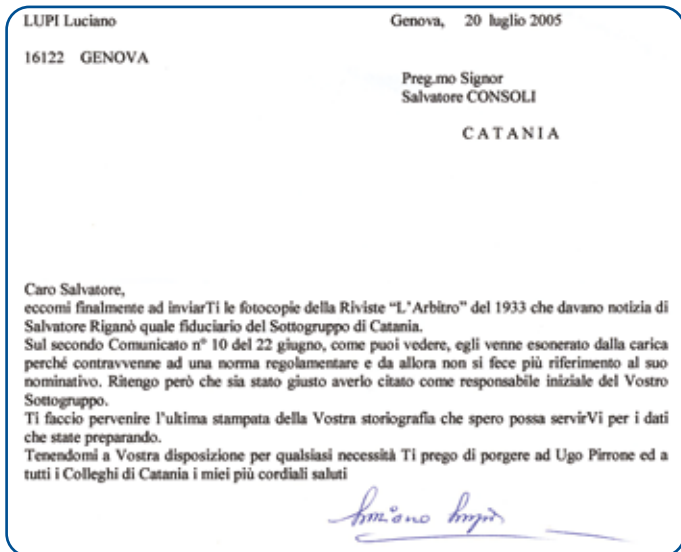 LUPI Luciano
Genova, 20 luglio 2005
16122 GENOVA
Preg.mo Signor
Salvatore CONSOLI
CATANIA
Caro Salvatore,
eccomi finalmente ad inviarTi le fotocopie della Riviste “L’Arbitro” del 1933 che davano notizia di
Salvatore Riganò quale fiduciario del Sottogruppo di Catania.
Sul secondo Comunicato n° 10 del 22 giugno, come puoi vedere, egli venne esonerato dalla carica
perché contravvenne ad una norma regolamentare e da allora non si fece più riferimento al suo
nominativo. Ritengo però che sia stato giusto averlo citato come responsabile iniziale del Vostro
Sottogruppo.
Ti faccio pervenire l’ultima stampata della Vostra storiografia che spero possa servirVi per i dati
che state preparando.
Tenendomi a Vostra disposizione per qualsiasi necessità Ti prego di porgere ad Ugo Pirrone ed a
tutti i Colleghi di Catania i miei più cordiali saluti
Luciano Lupi